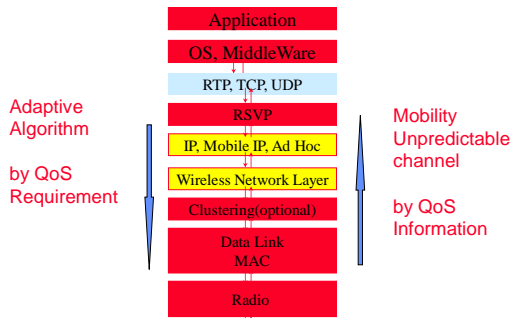 Application
OS, MiddleWare
RTP, TCP, UDP
RSVP
IP, Mobile IP, Ad Hoc
Wireless Network Layer
Clustering(optional)
Data Link
MAC
Radio
Adaptive
Algorithm
by QoS
Requirement
Mobility
Unpredictable
channel
by QoS
Information